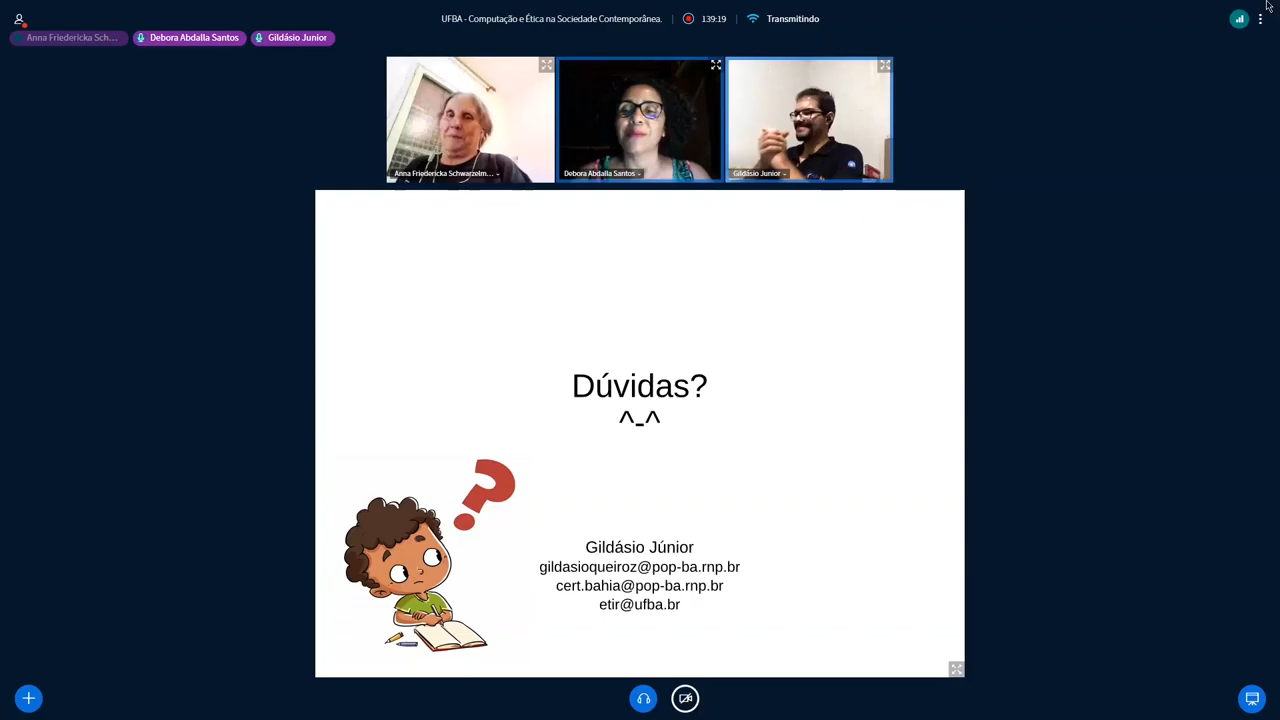 UFBA - Computação e Ética na Sociedade Contemporânea.
139:19
Transmitindo
Anna Friedericka Sch...
Debora Abdalla Santos
Gildásio Junior
Anna Friedericka Schwarzelm...
Debora Abdalla Santos
Gildásio Junior
Dúvidas?
^-^
?
Gildásio Júnior
gildasioqueiroz@pop-ba.rnp.br
cert.bahia@pop-ba.rnp.br
etir@ufba.br